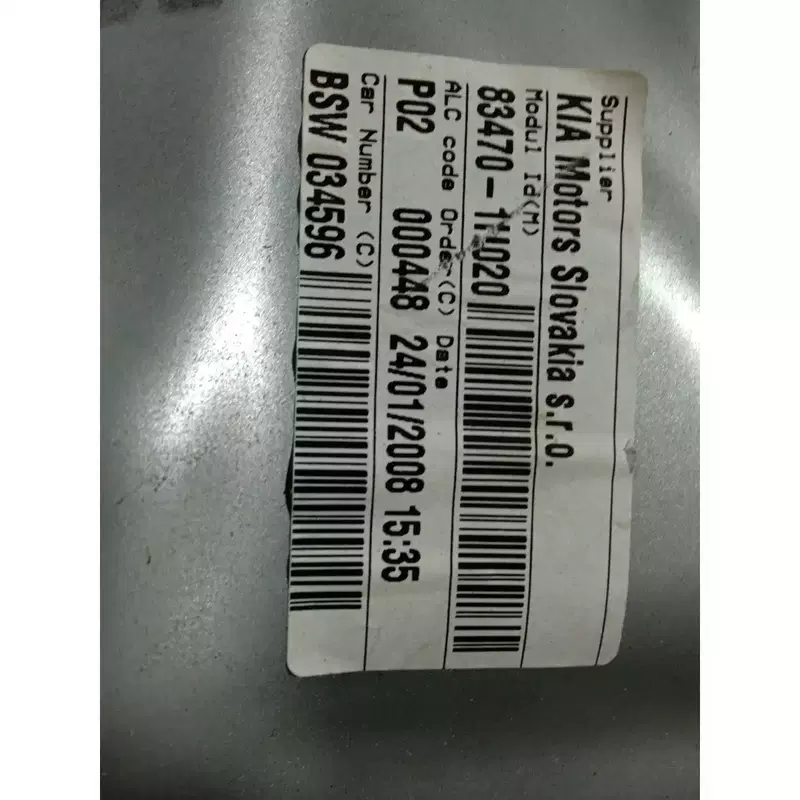 Supplier
KIA Motors Slovakia s.r.o.
Modul Id(M)
83470-1H020
ALC code Order(C) Date
P02 000448 24/01/2008 15:35
Car Number (C)
BSW 034596